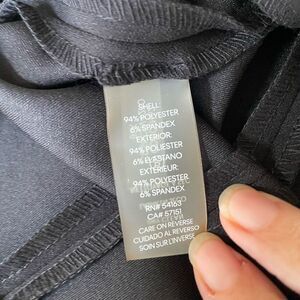 SHELL:
94% POLYESTER
6% SPANDEX
EXTERIOR:
94% POLIESTER
6% ELASTANO
EXTÉRIEUR:
94% POLYESTER
6% SPANDEX
RN# 54163
CA# 57151
CARE ON REVERSE
CUIDADO AL REVERSO
SOIN SUR L'INVERSE